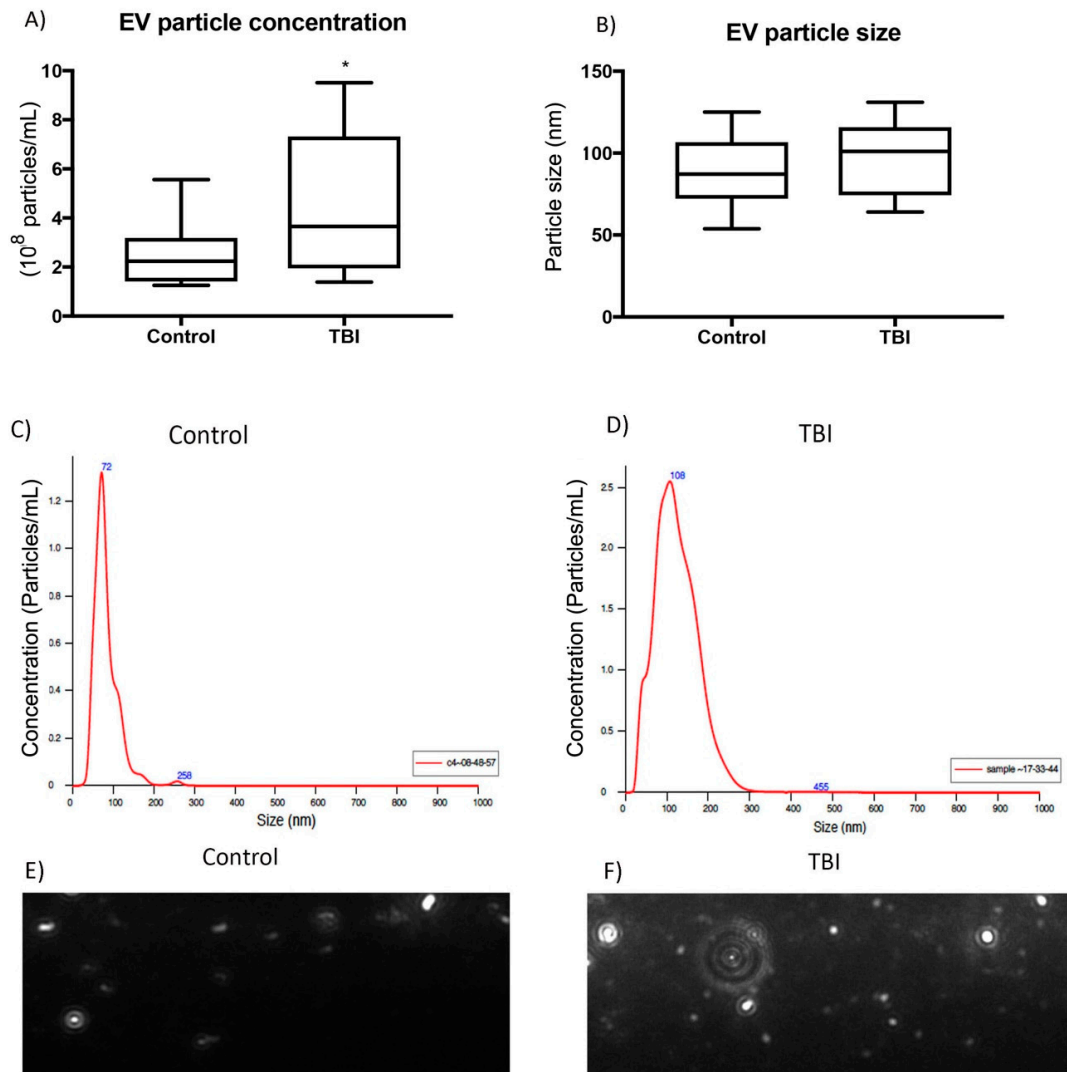 A)
EV particle concentration
(10^8 particles/mL)
10
8
6
4
2
0
*
Control
TBI
B)
EV particle size
Particle size (nm)
150
100
50
0
Control
TBI
C)
Control
Concentration (Particles/mL)
72
1.2
1.0
0.8
0.6
0.4
0.2
0
258
c4--08-48-57
0 100 200 300 400 500 600 700 800 900 1000
Size (nm)
D)
TBI
Concentration (Particles/mL)
108
2.5
2.0
1.5
1.0
0.5
0
455
sample ~17-33-44
0 100 200 300 400 500 600 700 800 900 1000
Size (nm)
E)
Control
F)
TBI